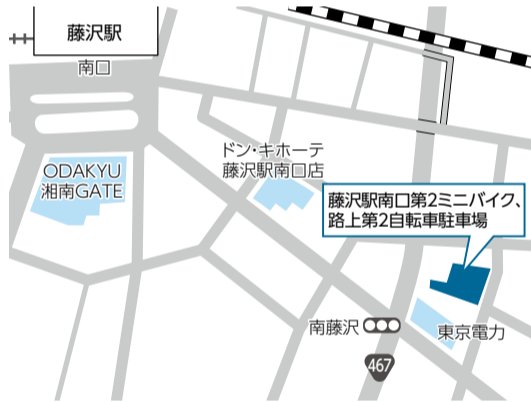 藤沢駅
南口
ODAKYU
湘南GATE
ドン・キホーテ
藤沢駅南口店
藤沢駅南口第2ミニバイク、
路上第2自転車駐車場
南藤沢
東京電力
467